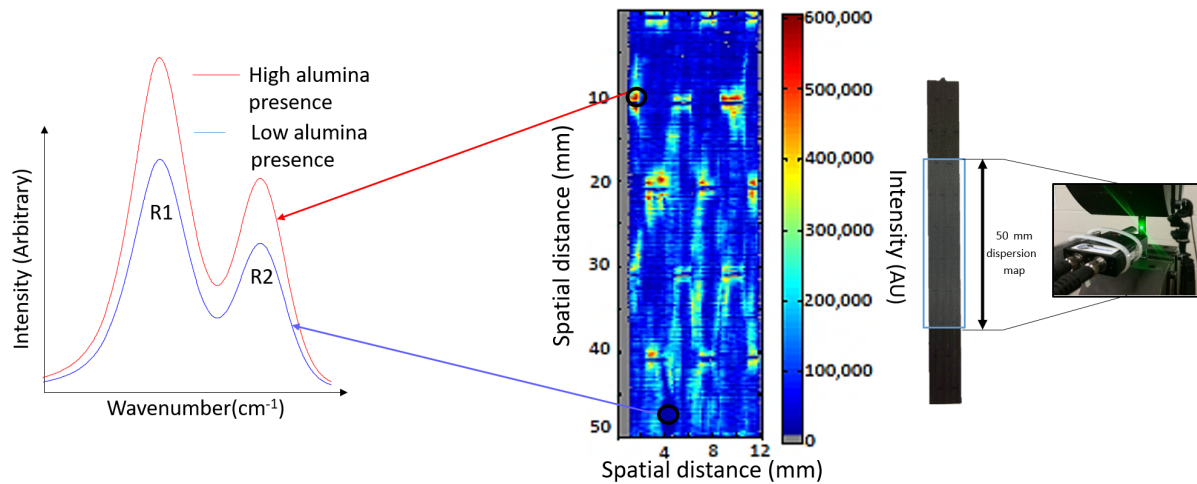 High alumina
presence
Low alumina
presence
R1
R2
Intensity (Arbitrary)
Wavenumber(cm-1)
Spatial distance (mm)
10
20
30
40
50
4
8
12
Spatial distance (mm)
600,000
500,000
400,000
300,000
200,000
100,000
0
Intensity (AU)
50 mm
dispersion
map